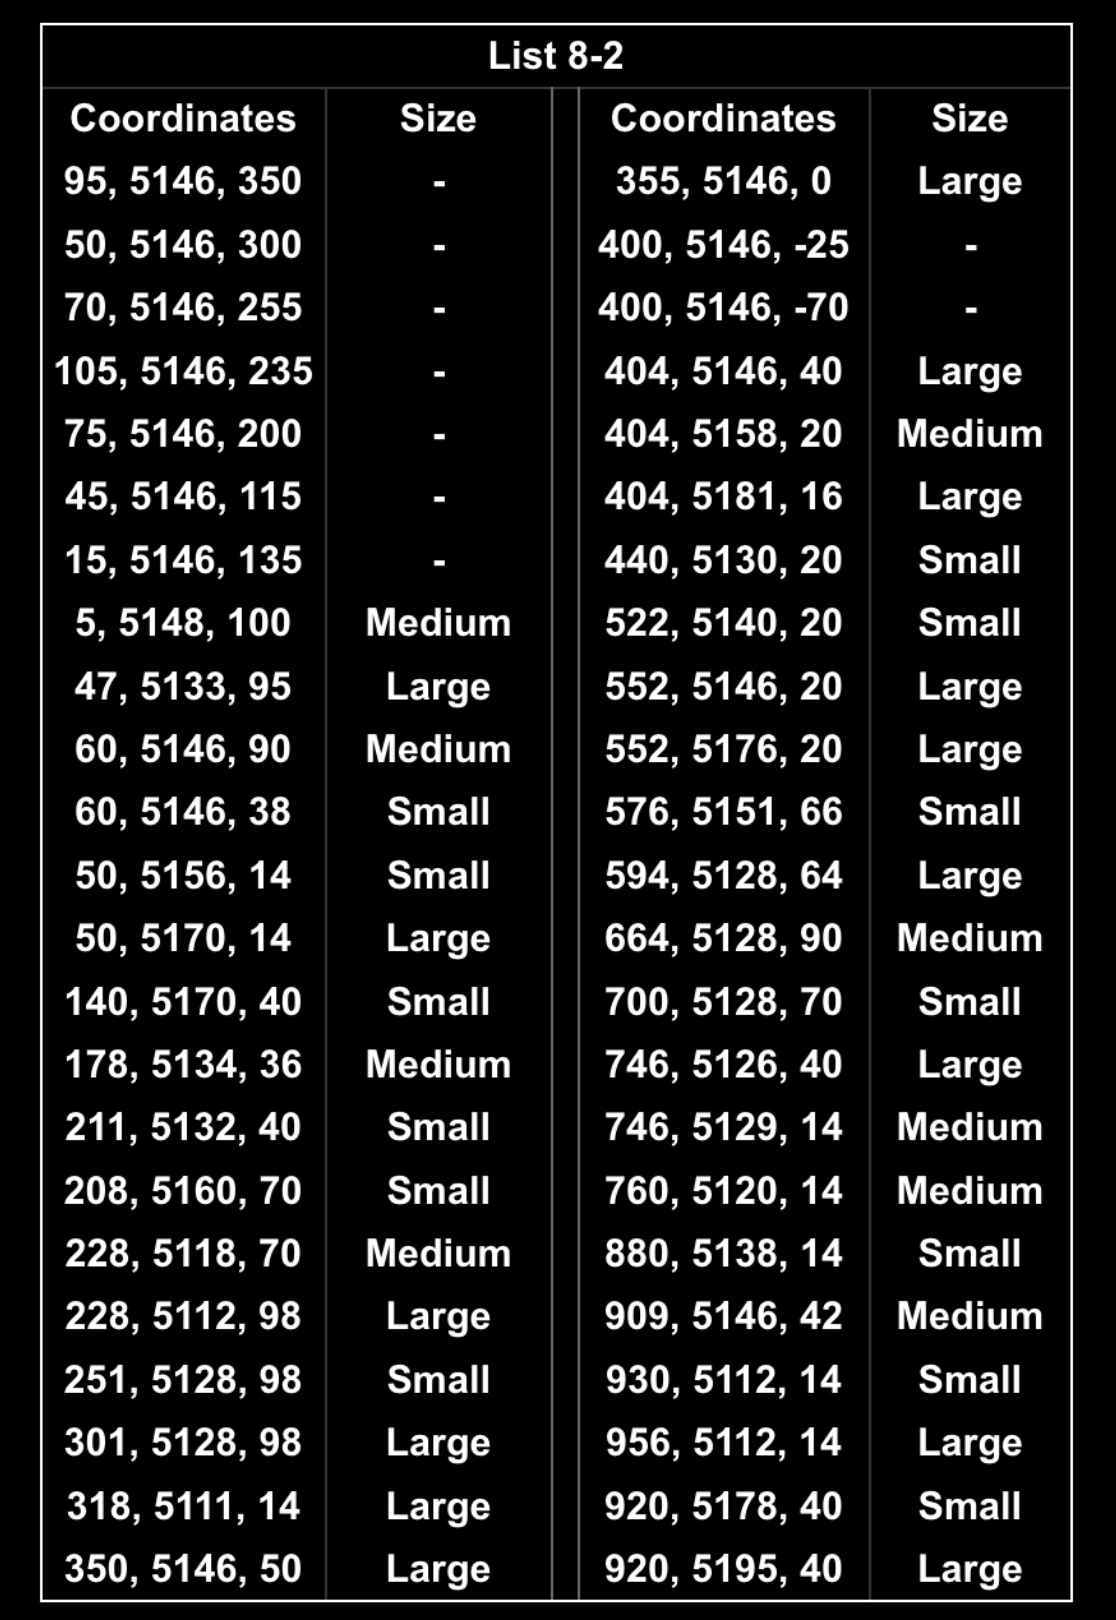 List 8-2
Coordinates Size Coordinates Size
95, 5146, 350 - 355, 5146, 0 Large
50, 5146, 300 - 400, 5146, -25 -
70, 5146, 255 - 400, 5146, -70 -
105, 5146, 235 - 404, 5146, 40 Large
75, 5146, 200 - 404, 5158, 20 Medium
45, 5146, 115 - 404, 5181, 16 Large
15, 5146, 135 - 440, 5130, 20 Small
5, 5148, 100 Medium 522, 5140, 20 Small
47, 5133, 95 Large 552, 5146, 20 Large
60, 5146, 90 Medium 552, 5176, 20 Large
60, 5146, 38 Small 576, 5151, 66 Small
50, 5156, 14 Small 594, 5128, 64 Large
50, 5170, 14 Large 664, 5128, 90 Medium
140, 5170, 40 Small 700, 5128, 70 Small
178, 5134, 36 Medium 746, 5126, 40 Large
211, 5132, 40 Small 746, 5129, 14 Medium
208, 5160, 70 Small 760, 5120, 14 Medium
228, 5118, 70 Medium 880, 5138, 14 Small
228, 5112, 98 Large 909, 5146, 42 Medium
251, 5128, 98 Small 930, 5112, 14 Small
301, 5128, 98 Large 956, 5112, 14 Large
318, 5111, 14 Large 920, 5178, 40 Small
350, 5146, 50 Large 920, 5195, 40 Large